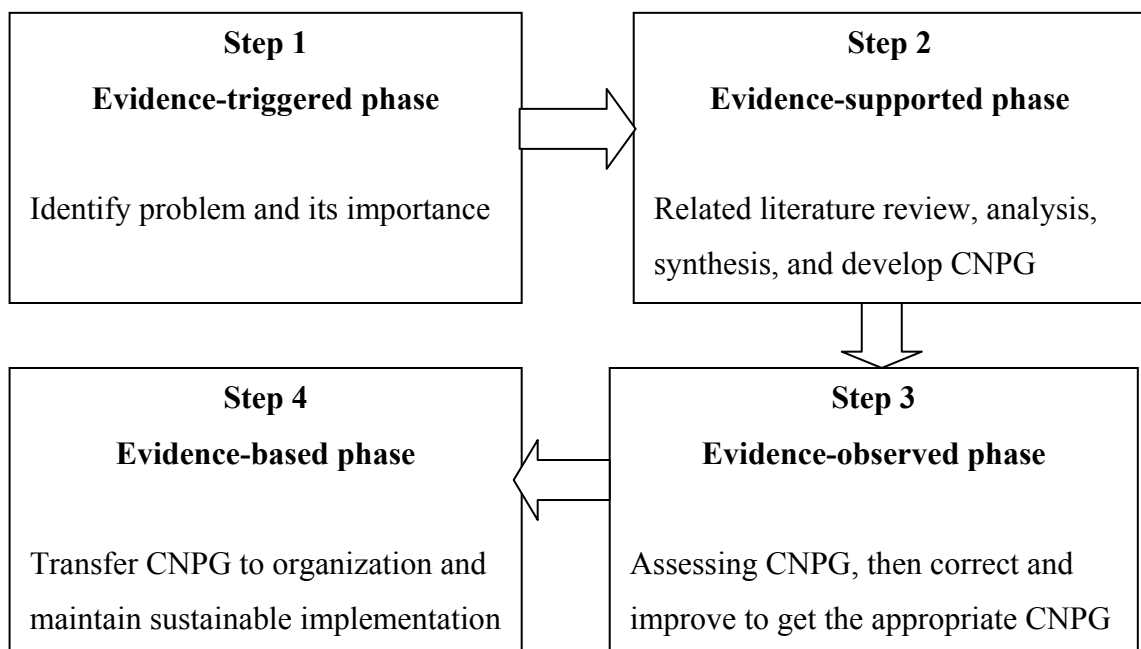 Step 1
Evidence-triggered phase
Identify problem and its importance
Step 2
Evidence-supported phase
Related literature review, analysis,
synthesis, and develop CNPG
Step 3
Evidence-observed phase
Assessing CNPG, then correct and
improve to get the appropriate CNPG
Step 4
Evidence-based phase
Transfer CNPG to organization and
maintain sustainable implementation